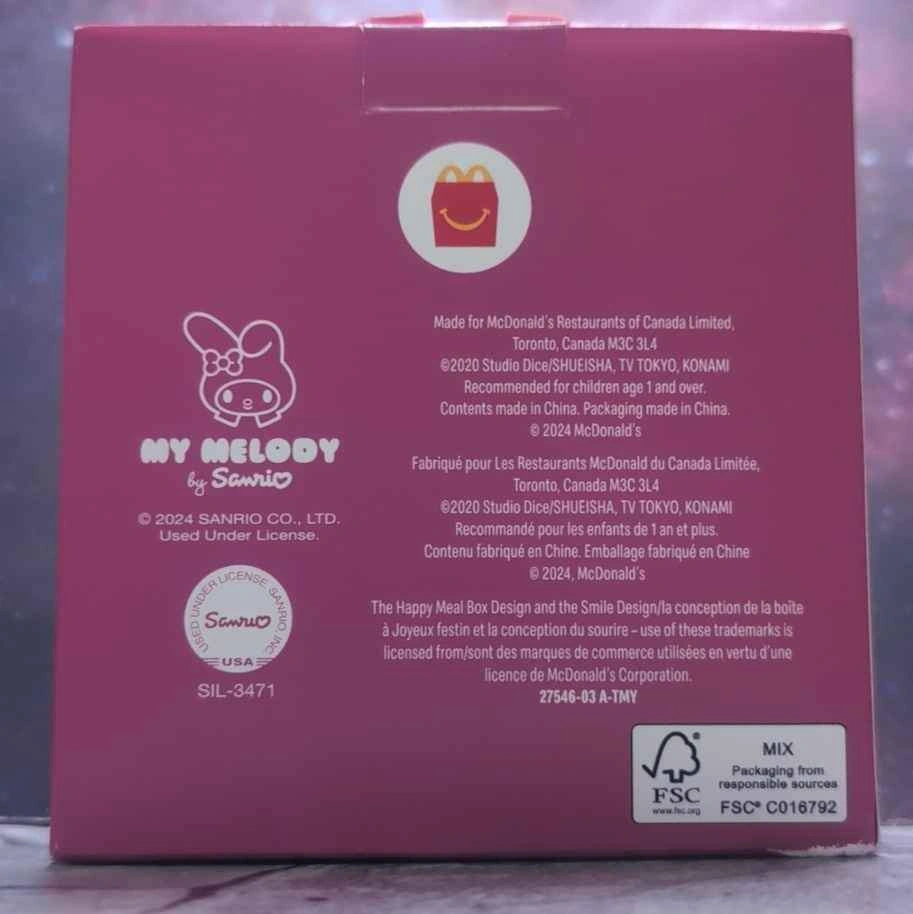 MY MELODY
by Sanrio
© 2024 SANRIO CO., LTD.
Used Under License.
USED UNDER LICENSE SANRIO INC.
Sanrio
USA
SIL-3471
Made for McDonald's Restaurants of Canada Limited,
Toronto, Canada M3C 3L4
©2020 Studio Dice/SHUEISHA, TV TOKYO, KONAMI
Recommended for children age 1 and over.
Contents made in China. Packaging made in China.
© 2024 McDonald's
Fabriqué pour Les Restaurants McDonald du Canada Limitée,
Toronto, Canada M3C 3L4
©2020 Studio Dice/SHUEISHA, TV TOKYO, KONAMI
Recommandé pour les enfants de 1 an et plus.
Contenu fabriqué en Chine. Emballage fabriqué en Chine
© 2024, McDonald's
The Happy Meal Box Design and the Smile Design/la conception de la boîte
à Joyeux festin et la conception du sourire – use of these trademarks is
licensed from/sont des marques de commerce utilisées en vertu d'une
licence de McDonald's Corporation.
27546-03 A-TMY
FSC
www.fsc.org
MIX
Packaging from
responsible sources
FSC® C016792